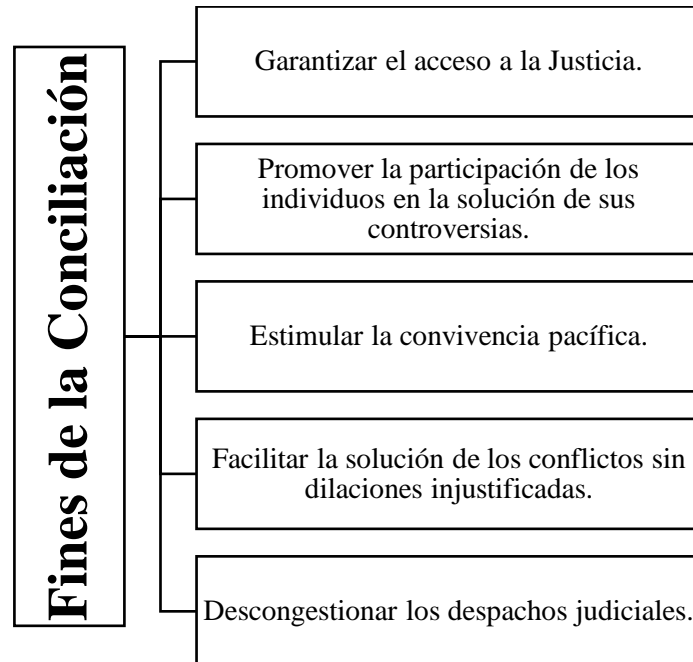 Fines de la Conciliación
Garantizar el acceso a la Justicia.
Promover la participación de los
individuos en la solución de sus
controversias.
Estimular la convivencia pacífica.
Facilitar la solución de los conflictos sin
dilaciones injustificadas.
Descongestionar los despachos judiciales.